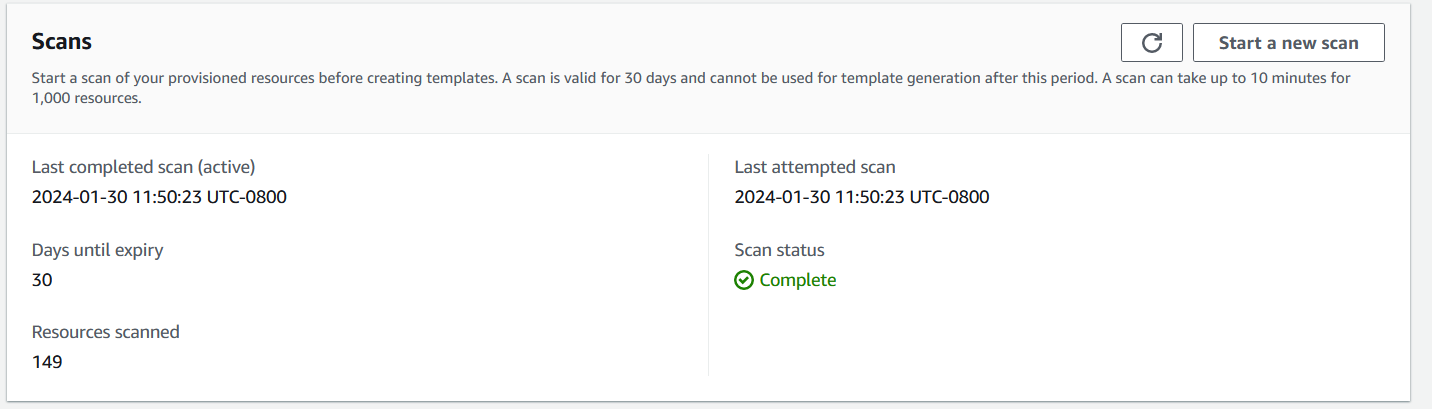 Scans
Start a new scan
Start a scan of your provisioned resources before creating templates. A scan is valid for 30 days and cannot be used for template generation after this period. A scan can take up to 10 minutes for
1,000 resources.
Last completed scan (active)
2024-01-30 11:50:23 UTC-0800
Days until expiry
30
Resources scanned
149
Last attempted scan
2024-01-30 11:50:23 UTC-0800
Scan status
Complete